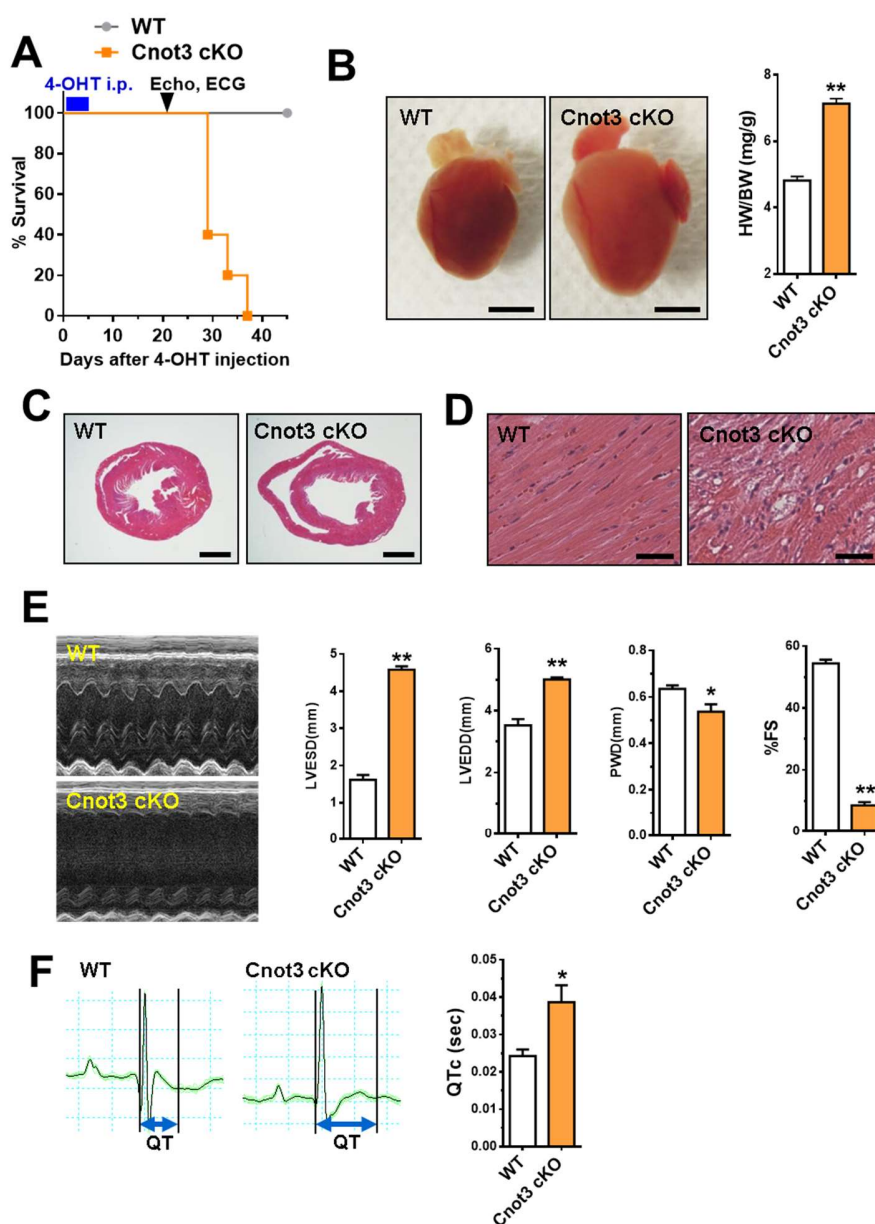 WT
Cnot3 cKO
A
4-OHT i.p.
Echo, ECG
100
80
60
40
20
0
% Survival
0 10 20 30 40
Days after 4-OHT injection
B
WT
Cnot3 cKO
HW/BW (mg/g)
8
6
4
2
**
WT
Cnot3 cKO
C
WT
Cnot3 cKO
D
WT
Cnot3 cKO
E
WT
Cnot3 cKO
LVESD(mm)
5
4
3
2
1
0
**
WT
Cnot3 cKO
LVEDD(mm)
6
4
2
0
**
WT
Cnot3 cKO
PWD(mm)
0.8
0.6
0.4
0.2
0.0
*
WT
Cnot3 cKO
%FS
60
40
20
0
**
WT
Cnot3 cKO
F
WT
QT
Cnot3 cKO
QT
QTc (sec)
0.05
0.04
0.03
0.02
0.01
0.00
*
WT
Cnot3 cKO